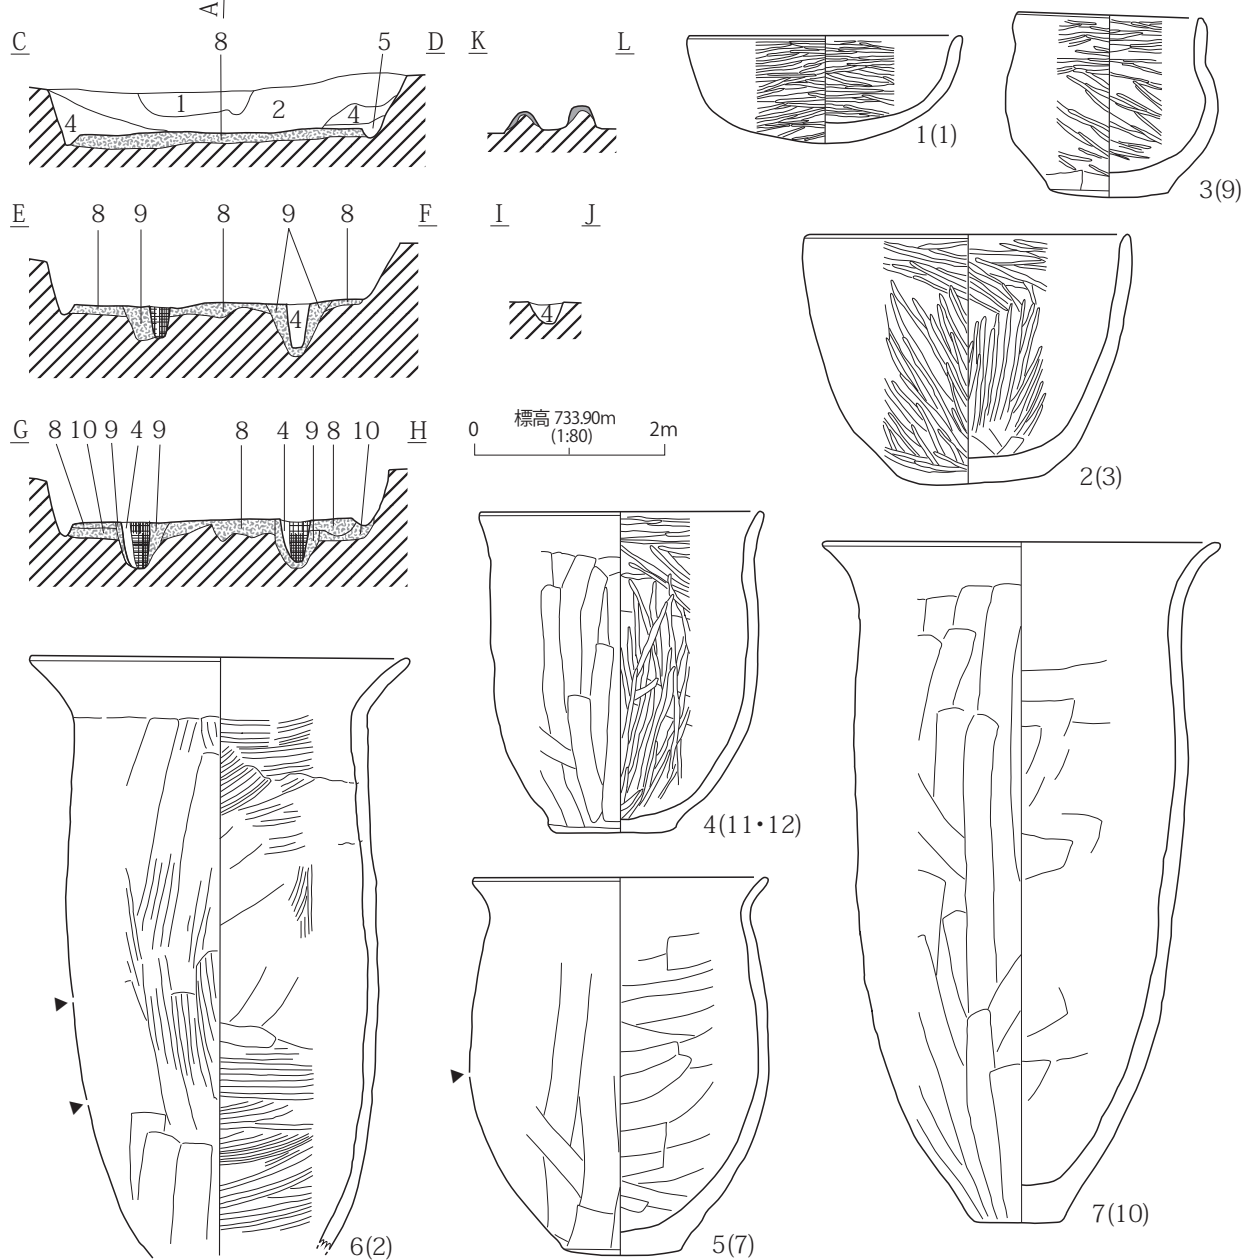 A
C 8 5 D
1 2
4 4
K L
1(1)
3(9)
E 8 9 8 9 8 F
4
I J
4
2(3)
標高 733.90m
(1:80)
0 2m
G 8 10 9 4 9 8 4 9 8 10 H
4(11・12)
6(2)
5(7)
7(10)